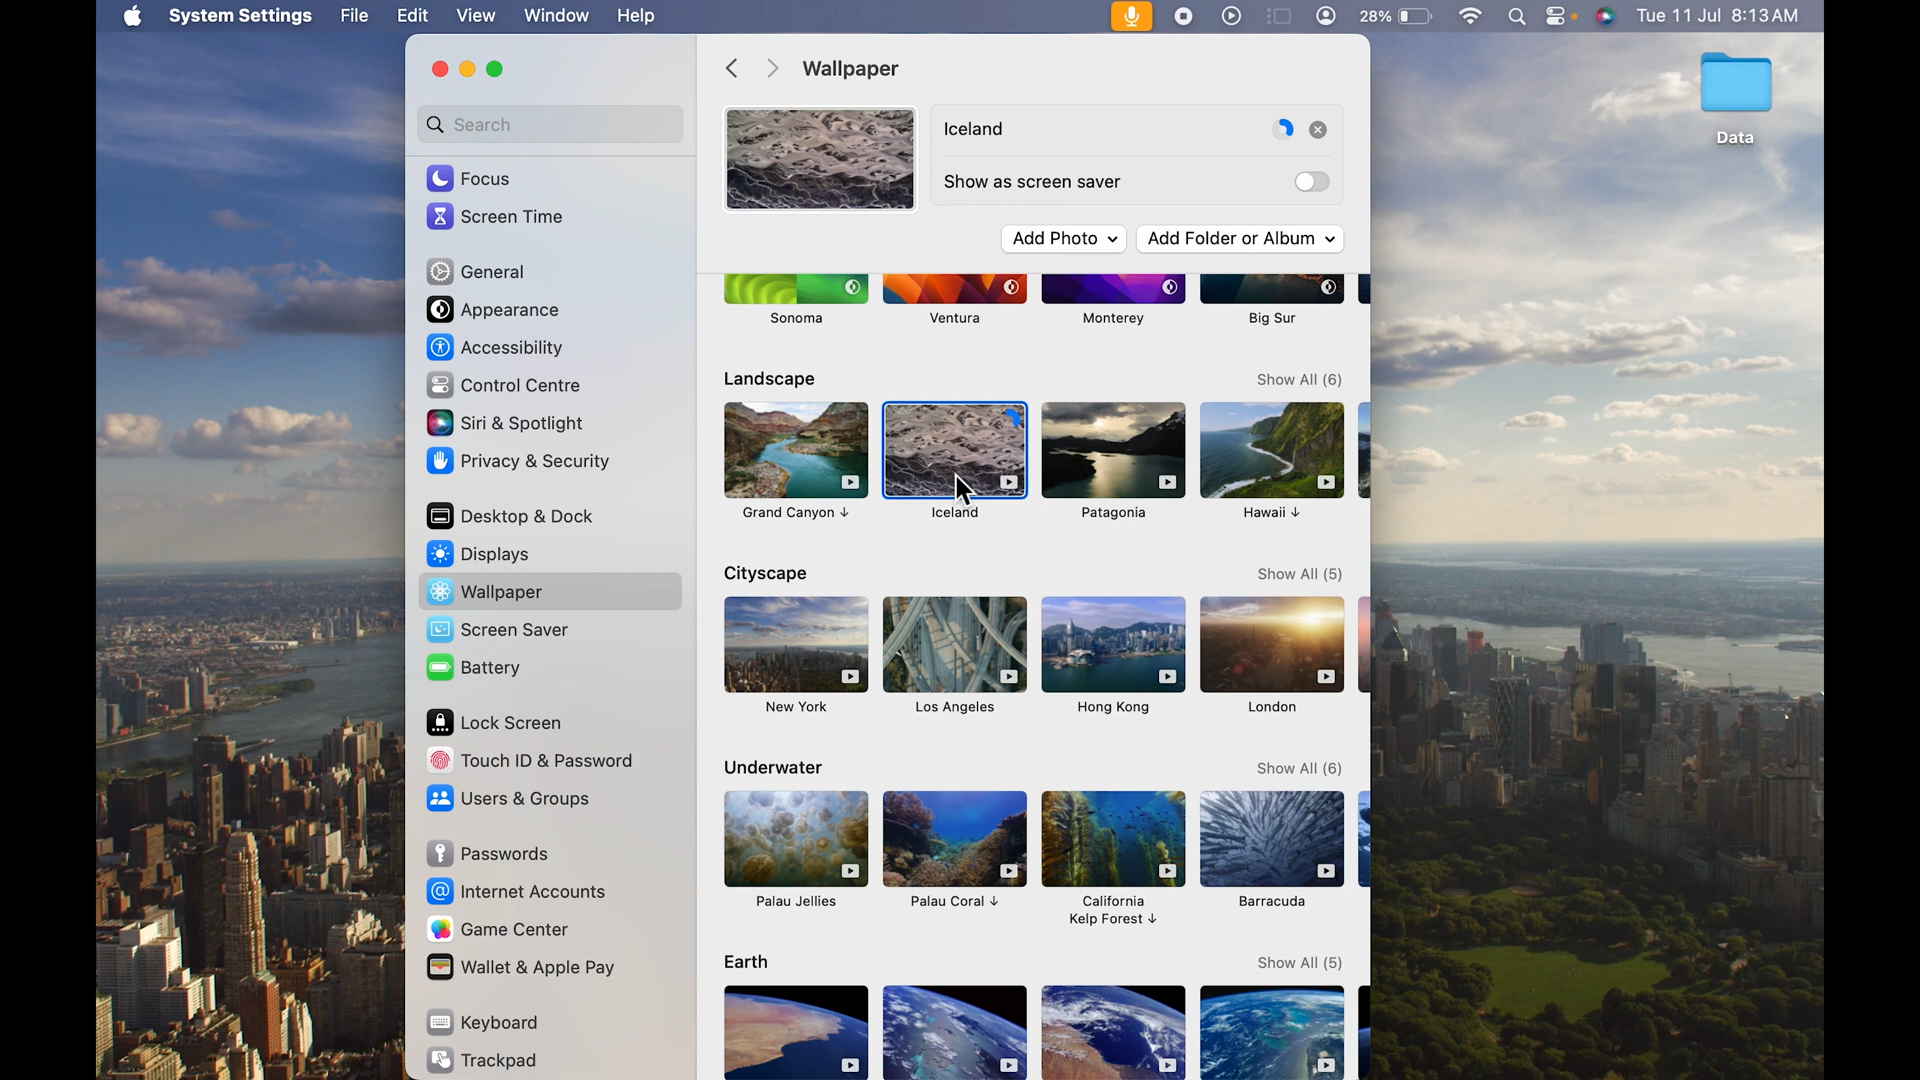 System Settings File Edit View Window Help 28% Tue 11 Jul 8:13 AM
Data
Search
Focus
Screen Time
General
Appearance
Accessibility
Control Centre
Siri & Spotlight
Privacy & Security
Desktop & Dock
Displays
Wallpaper
Screen Saver
Battery
Lock Screen
Touch ID & Password
Users & Groups
Passwords
Internet Accounts
Game Center
Wallet & Apple Pay
Keyboard
Trackpad
Wallpaper
Iceland
Show as screen saver
Add Photo Add Folder or Album
Sonoma Ventura Monterey Big Sur
Landscape Show All (6)
Grand Canyon ↓ Iceland Patagonia Hawaii ↓
Cityscape Show All (5)
New York Los Angeles Hong Kong London
Underwater Show All (6)
Palau Jellies Palau Coral ↓ California Barracuda
Kelp Forest ↓
Earth Show All (5)